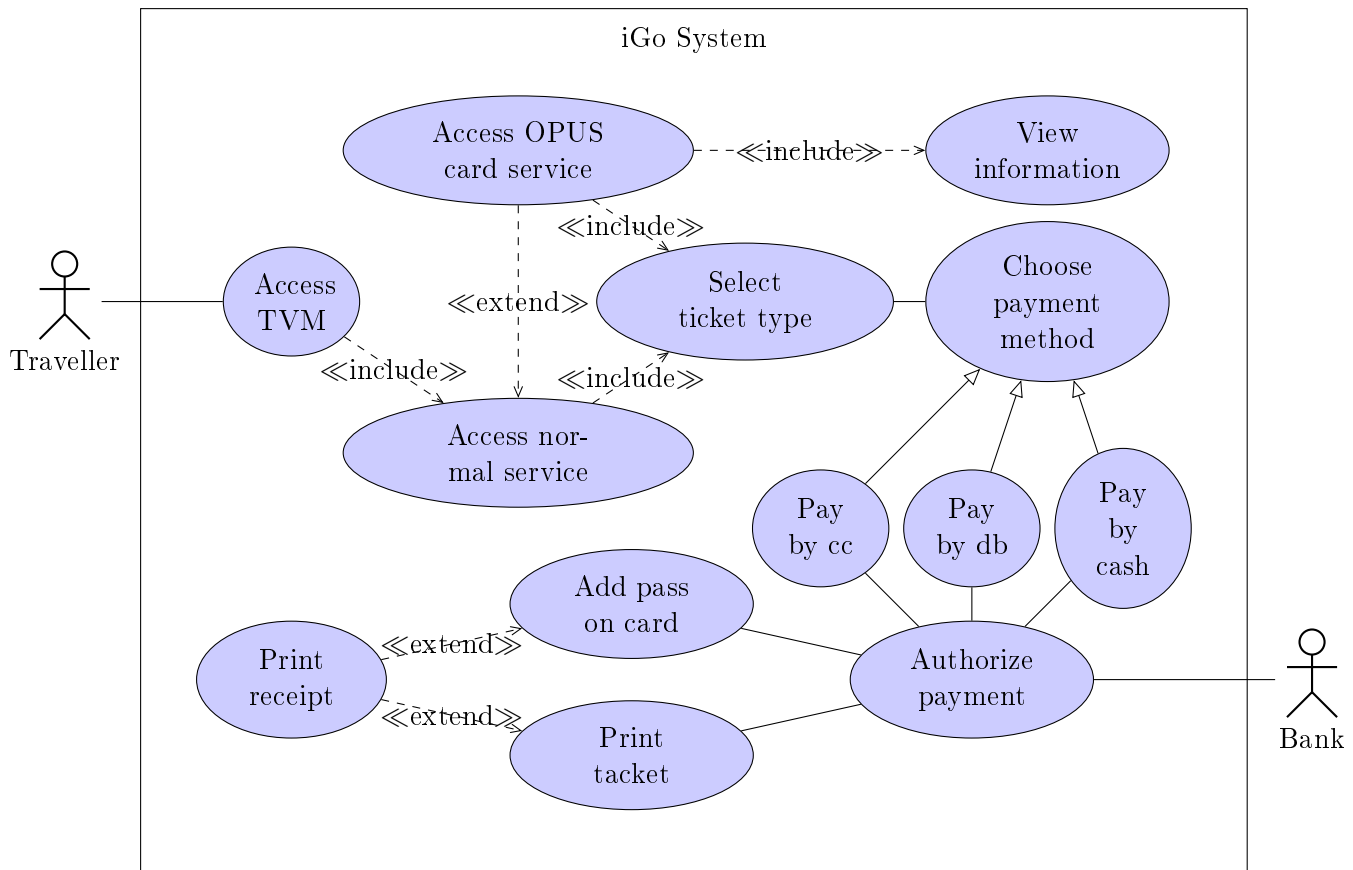 iGo System
Access OPUS
card service
≪include≫
View
information
≪include≫
Access
TVM
≪extend≫
Select
ticket type
Choose
payment
method
Traveller
≪include≫
≪include≫
Access nor-
mal service
Pay
by cc
Pay
by db
Pay
by
cash
Add pass
on card
≪extend≫
Print
receipt
Authorize
payment
≪extend≫
Print
tacket
Bank